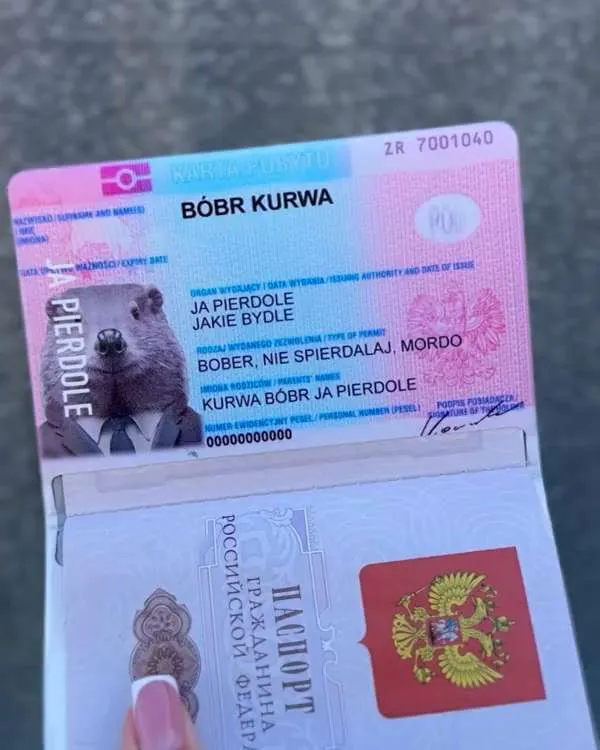 KARTA POBYTU
ZR 7001040
NAZWISKO / SURNAME AND NAME(S)
I IMIĘ
(IMIONA)
BÓBR KURWA
POL
DATA UPŁYWU WAŻNOŚCI / EXPIRY DATE
ORGAN WYDAJĄCY / DATA WYDANIA / ISSUING AUTHORITY AND DATE OF ISSUE
JA PIERDOLE
JAKIE BYDLE
RODZAJ WYDANEGO ZEZWOLENIA / TYPE OF PERMIT
BOBER, NIE SPIERDALAJ, MORDO
IMIONA RODZICÓW / PARENTS' NAMES
KURWA BÓBR JA PIERDOLE
NUMER EWIDENCYJNY PESEL / PERSONAL NUMBER (PESEL)
00000000000
PODPIS POSIADACZA /
SIGNATURE OF THE HOLDER
JA PIERDOLE
ПАСПОРТ
ГРАЖДАНИНА
РОССИЙСКОЙ ФЕДЕРА